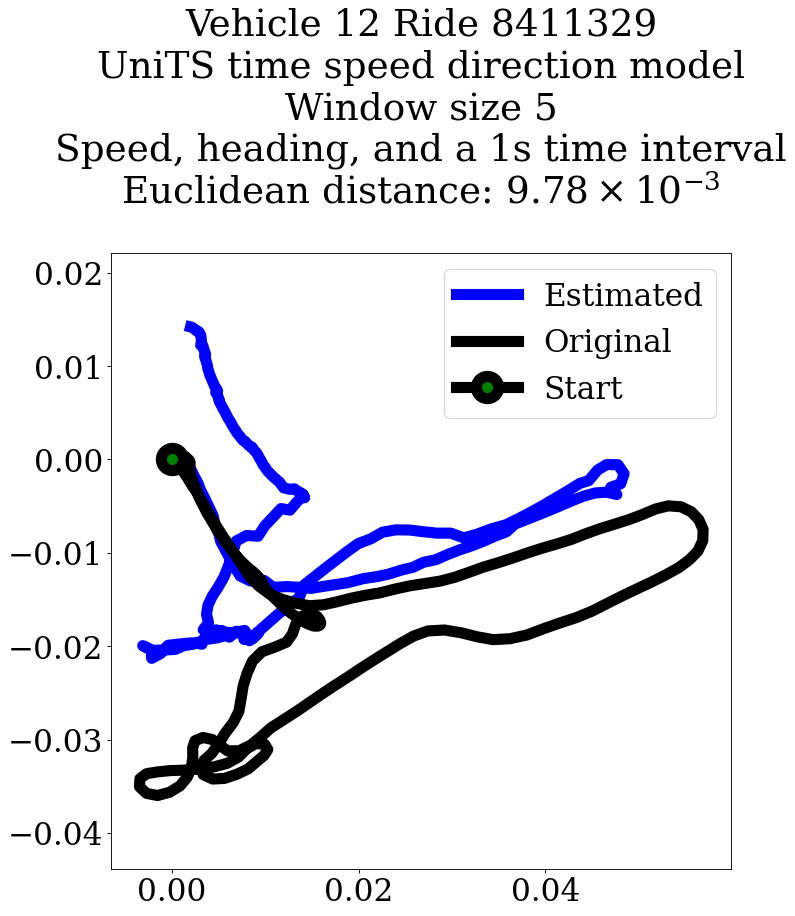 Vehicle 12 Ride 8411329
UniTS time speed direction model
Window size 5
Speed, heading, and a 1s time interval
Euclidean distance: 9.78 × 10⁻³
Estimated
Original
Start
0.02
0.01
0.00
−0.01
−0.02
−0.03
−0.04
0.00
0.02
0.04